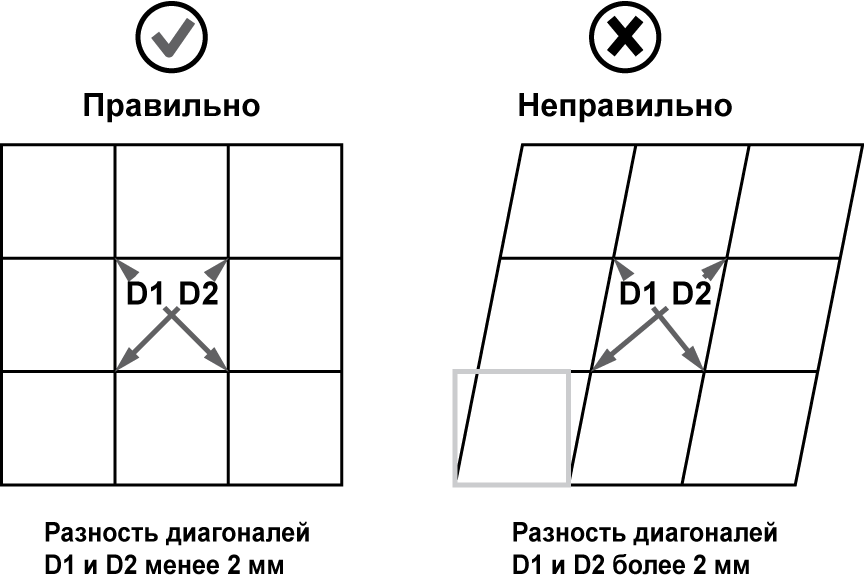 Правильно
Неправильно
D1 D2
D1 D2
Разность диагоналей
D1 и D2 менее 2 мм
Разность диагоналей
D1 и D2 более 2 мм